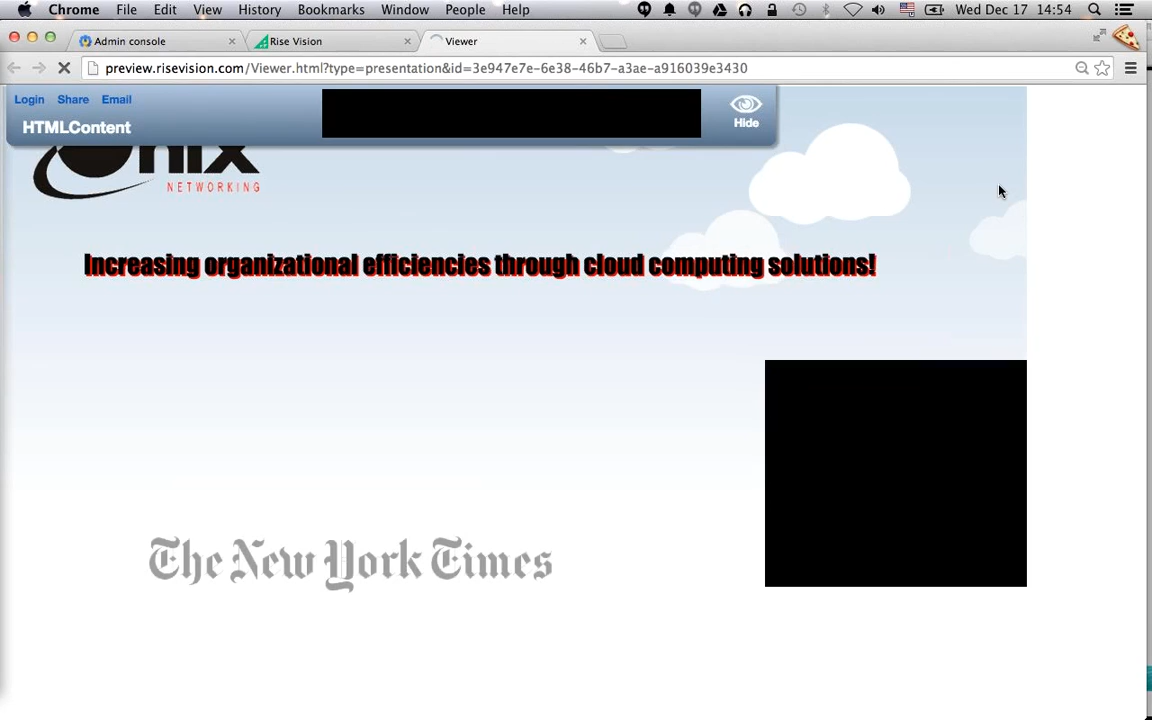 Chrome File Edit View History Bookmarks Window People Help Wed Dec 17 14:54
Admin console Rise Vision Viewer
preview.risevision.com/Viewer.html?type=presentation&id=3e947e7e-6e38-46b7-a3ae-a916039e3430
Login Share Email
HTMLContent
Hide
NETWORKING
Increasing organizational efficiencies through cloud computing solutions!
The New York Times